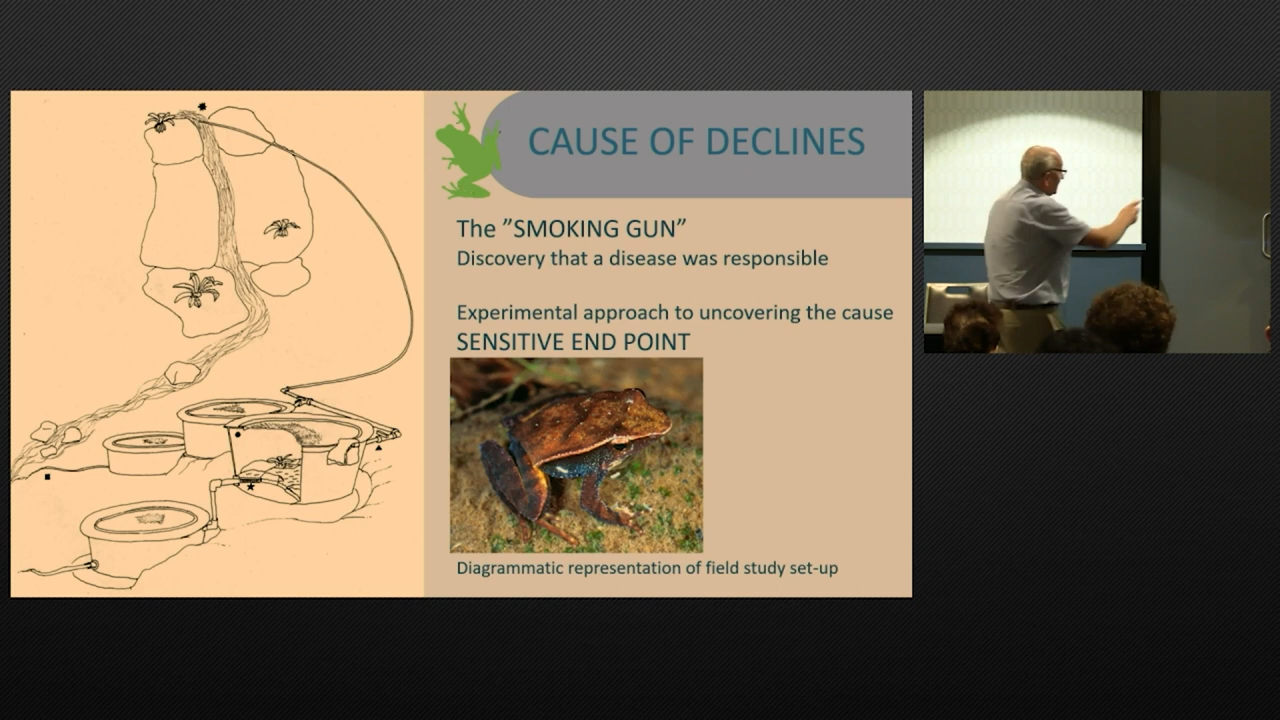 CAUSE OF DECLINES
The ”SMOKING GUN”
Discovery that a disease was responsible
Experimental approach to uncovering the cause
SENSITIVE END POINT
Diagrammatic representation of field study set-up